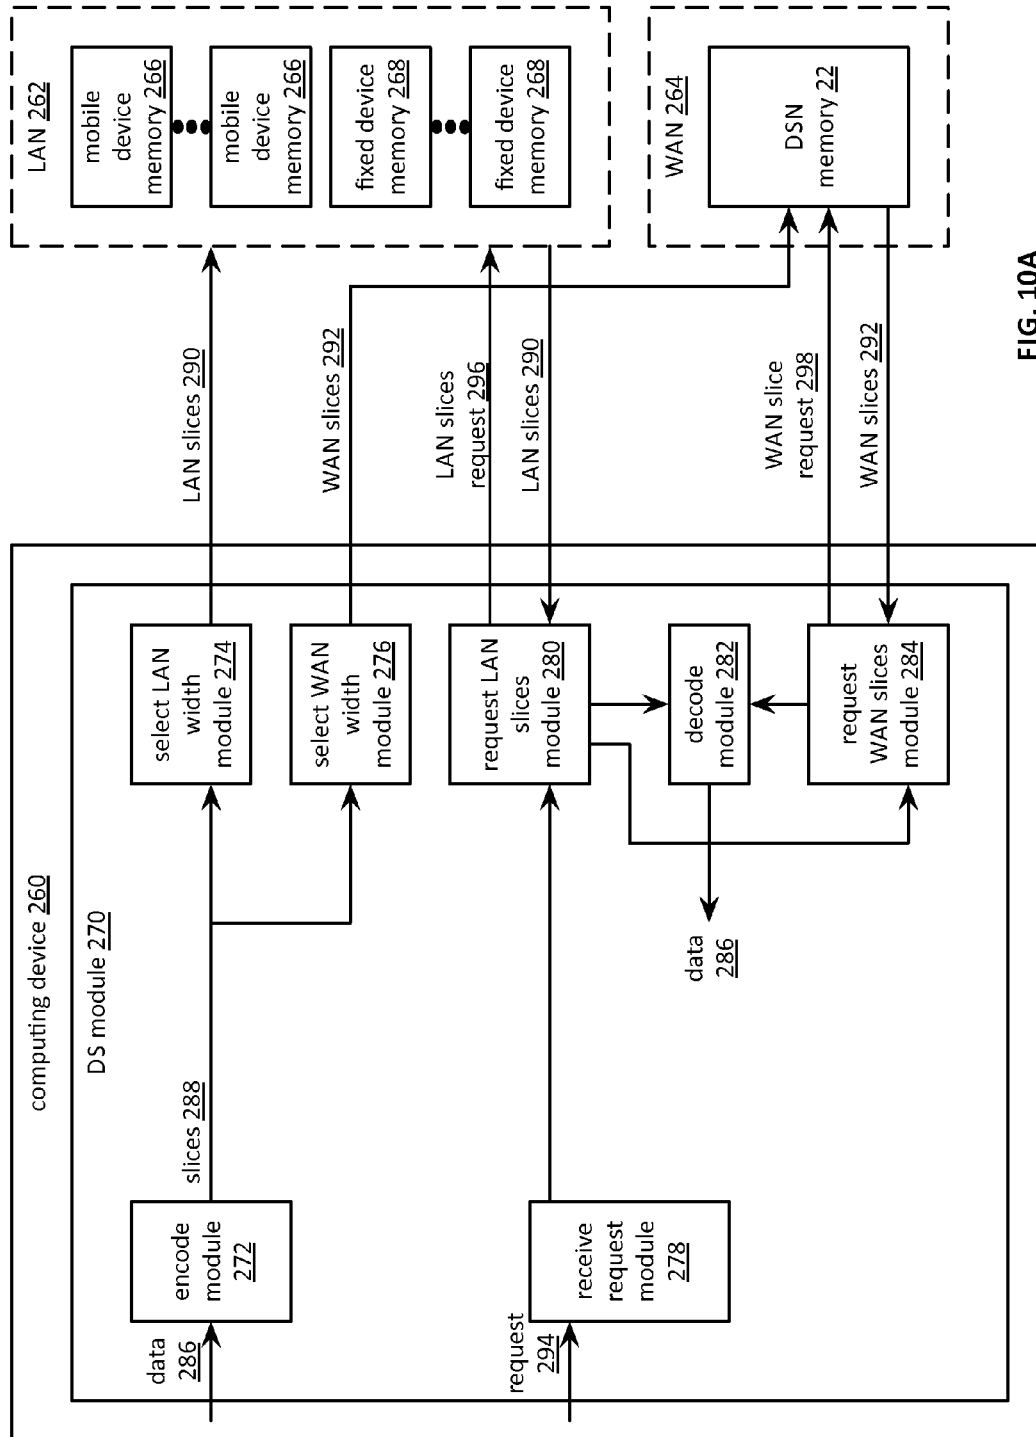 computing device 260
DS module 270
data
286
encode
module
272
slices 288
select LAN
width
module 274
select WAN
width
module 276
LAN slices 290
WAN slices 292
request
294
receive
request
module
278
request LAN
slices
module 280
decode
module 282
request
WAN slices
module 284
data
286
LAN slices
request 296
LAN slices 290
WAN slice
request 298
WAN slices 292
LAN 262
mobile
device
memory 266
mobile
device
memory 266
fixed device
memory 268
fixed device
memory 268
WAN 264
DSN
memory 22
FIG. 10A